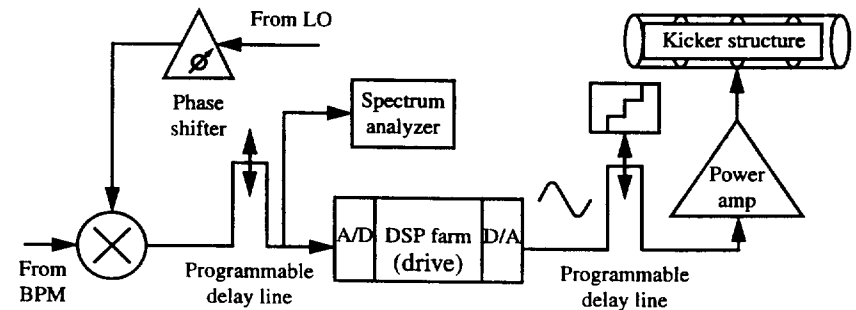 From LO
Kicker structure
Phase
shifter
Spectrum
analyzer
Power
amp
A/D
DSP farm
(drive)
D/A
From
BPM
Programmable
delay line
Programmable
delay line